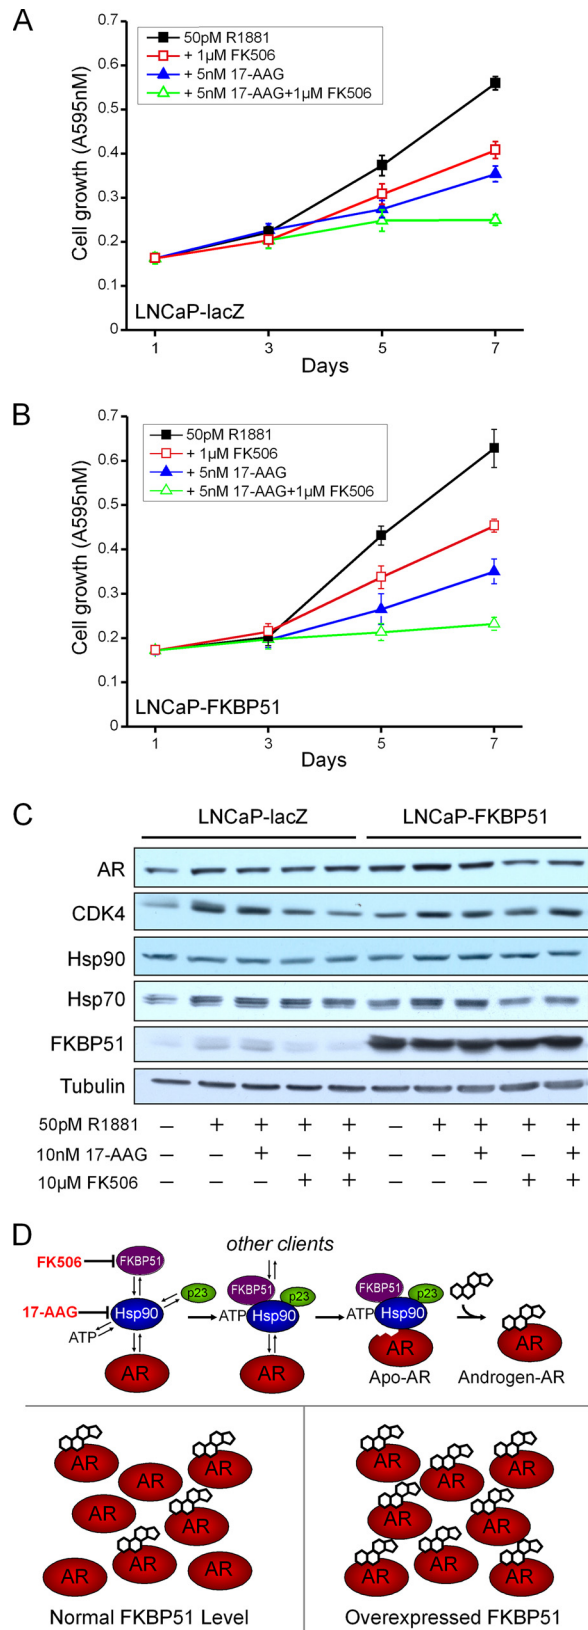 A
50pM R1881
+ 1µM FK506
+ 5nM 17-AAG
+ 5nM 17-AAG+1µM FK506
Cell growth (A595nM)
0.7
0.6
0.5
0.4
0.3
0.2
0.1
0
LNCaP-lacZ
1 3 5 7
Days
B
50pM R1881
+ 1µM FK506
+ 5nM 17-AAG
+ 5nM 17-AAG+1µM FK506
Cell growth (A595nM)
0.7
0.6
0.5
0.4
0.3
0.2
0.1
0
LNCaP-FKBP51
1 3 5 7
Days
C
LNCaP-lacZ LNCaP-FKBP51
AR
CDK4
Hsp90
Hsp70
FKBP51
Tubulin
50pM R1881 – + + + + – + + + +
10nM 17-AAG – – + – + – – + – +
10µM FK506 – – – + + – – – + +
D
other clients
FK506 FKBP51
FKBP51 p23
FKBP51 p23
p23
17-AAG Hsp90
ATP
ATP Hsp90
ATP Hsp90
AR AR AR AR
Apo-AR Androgen-AR
AR AR AR
AR AR
AR AR AR
Normal FKBP51 Level
AR AR AR
AR AR
AR AR AR
Overexpressed FKBP51